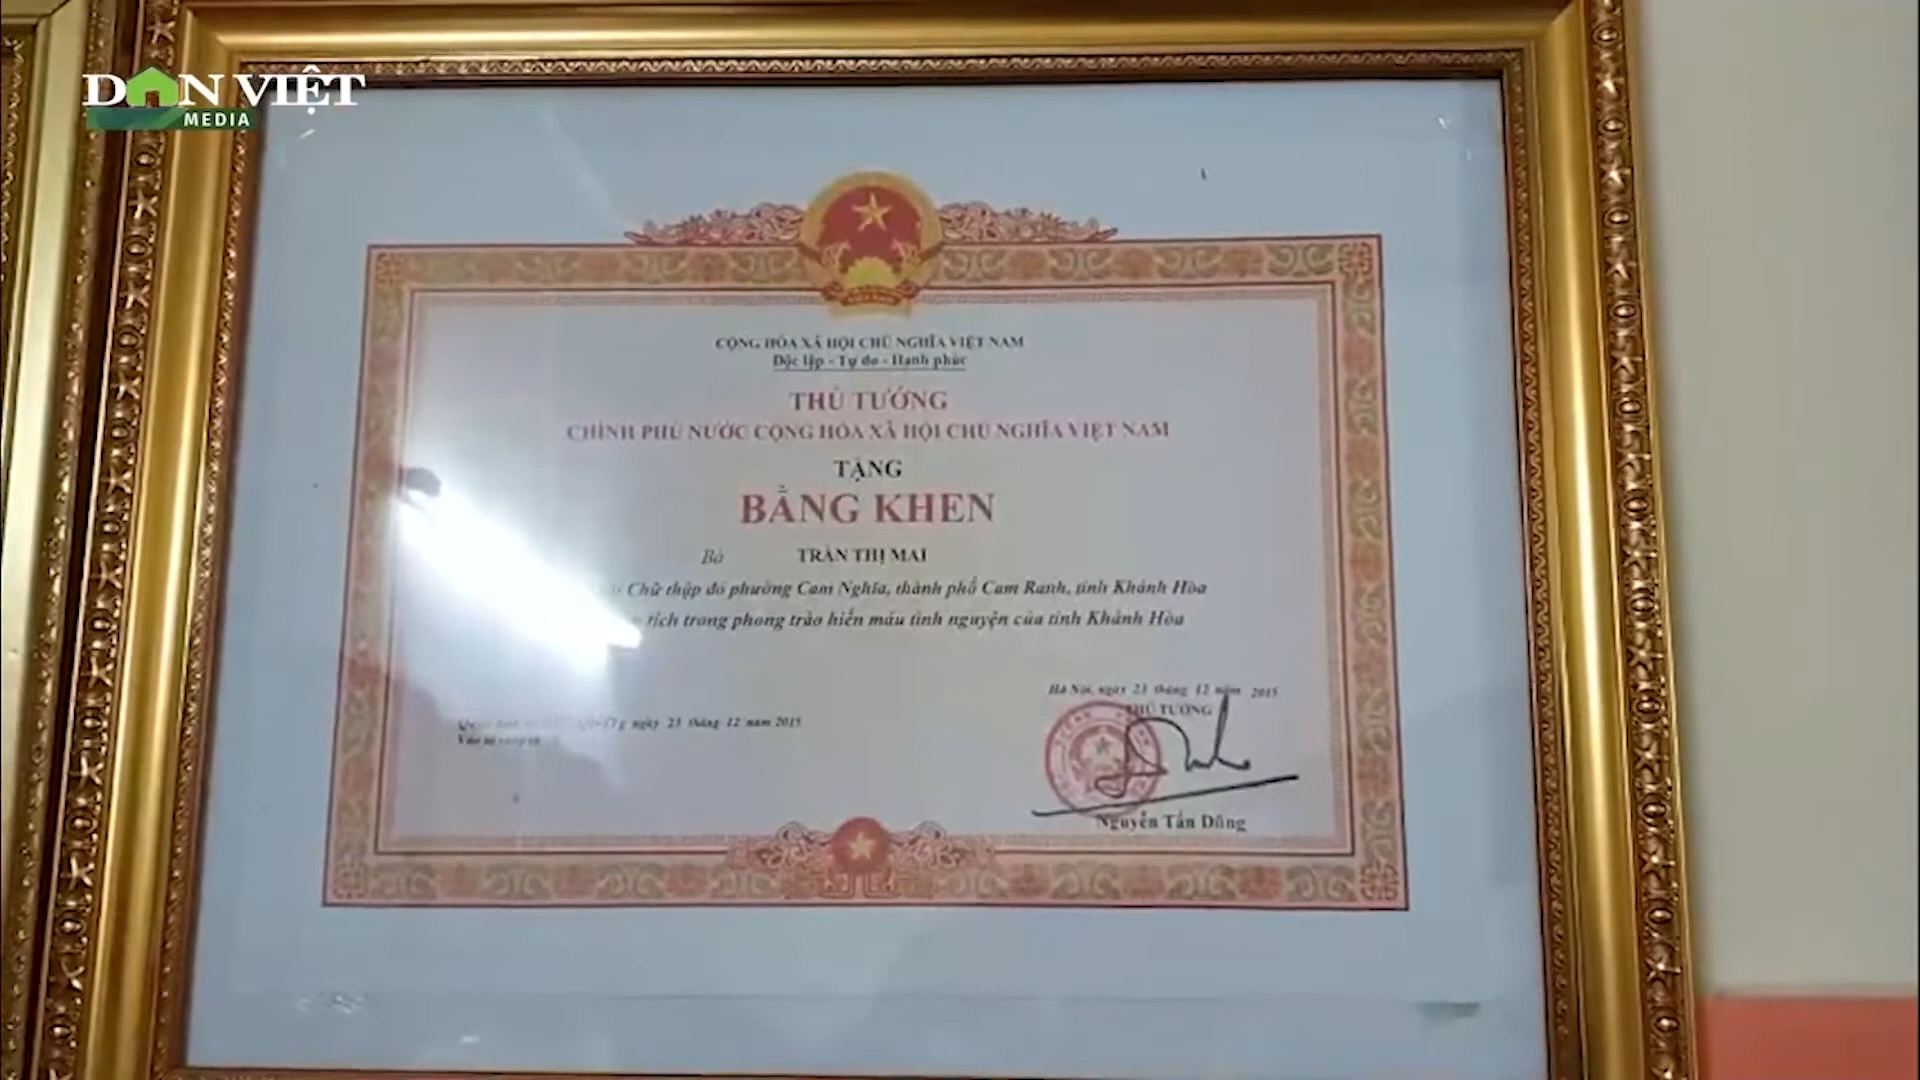 DÂN VIỆT
MEDIA
CỘNG HÒA XÃ HỘI CHỦ NGHĨA VIỆT NAM
Độc lập - Tự do - Hạnh phúc
THỦ TƯỚNG
CHÍNH PHỦ NƯỚC CỘNG HÒA XÃ HỘI CHỦ NGHĨA VIỆT NAM
TẶNG
BẰNG KHEN
Bà TRẦN THỊ MAI
Chữ thập đỏ phường Cam Nghĩa, thành phố Cam Ranh, tỉnh Khánh Hòa
tích trong phong trào hiến máu tình nguyện của tỉnh Khánh Hòa
Hà Nội, ngày 23 tháng 12 năm 2015
THỦ TƯỚNG
ngày 23 tháng 12 năm 2015
Nguyễn Tấn Dũng